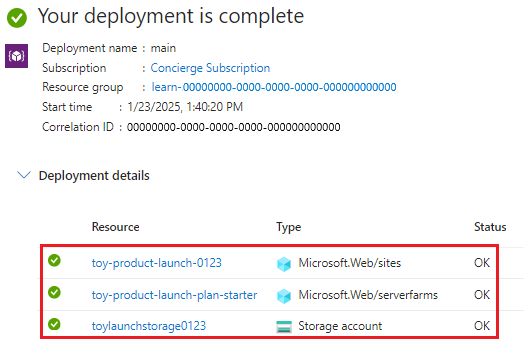 Your deployment is complete
Deployment name : main
Subscription : Concierge Subscription
Resource group : learn-00000000-0000-0000-0000-000000000000
Start time : 1/23/2025, 1:40:20 PM
Correlation ID : 00000000-0000-0000-0000-000000000000
Deployment details
Resource Type Status
toy-product-launch-0123 Microsoft.Web/sites OK
toy-product-launch-plan-starter Microsoft.Web/serverfarms OK
toylaunchstorage0123 Storage account OK